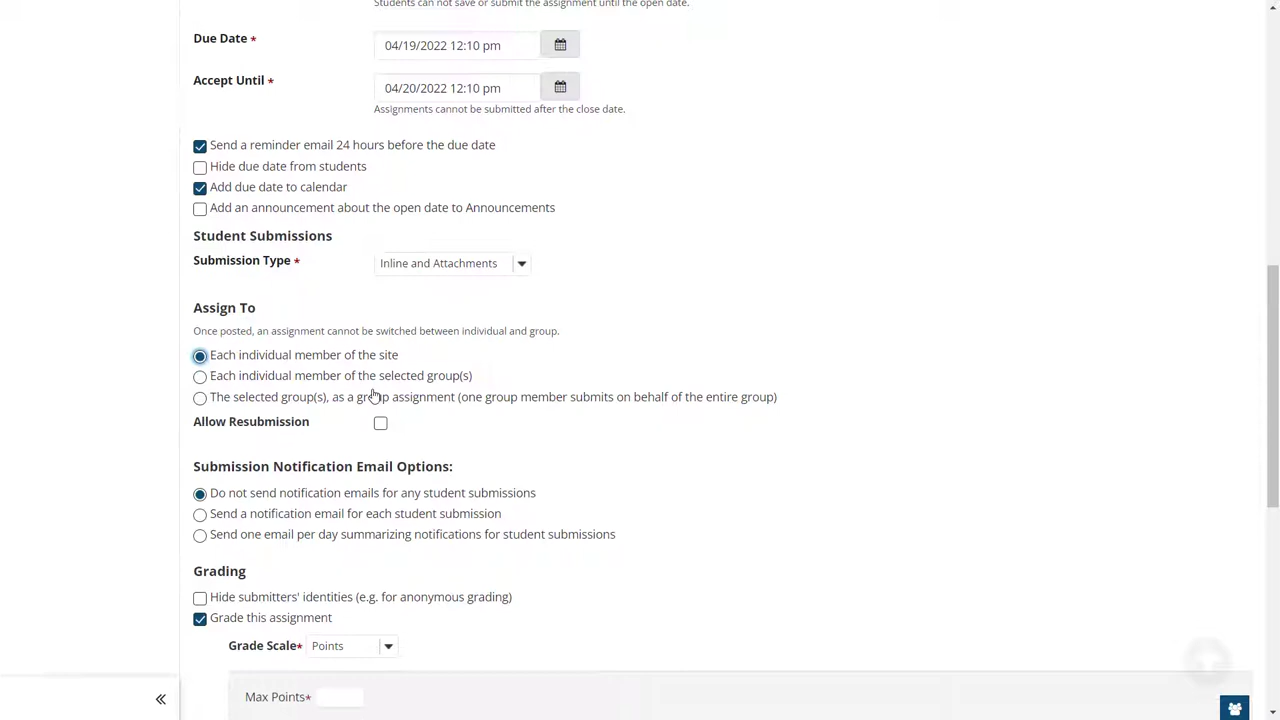 Students can not save or submit the assignment until the open date.
Due Date *
04/19/2022 12:10 pm
Accept Until *
04/20/2022 12:10 pm
Assignments cannot be submitted after the close date.
Send a reminder email 24 hours before the due date
Hide due date from students
Add due date to calendar
Add an announcement about the open date to Announcements
Student Submissions
Submission Type *
Inline and Attachments
Assign To
Once posted, an assignment cannot be switched between individual and group.
Each individual member of the site
Each individual member of the selected group(s)
The selected group(s), as a group assignment (one group member submits on behalf of the entire group)
Allow Resubmission
Submission Notification Email Options:
Do not send notification emails for any student submissions
Send a notification email for each student submission
Send one email per day summarizing notifications for student submissions
Grading
Hide submitters' identities (e.g. for anonymous grading)
Grade this assignment
Grade Scale* Points
Max Points*